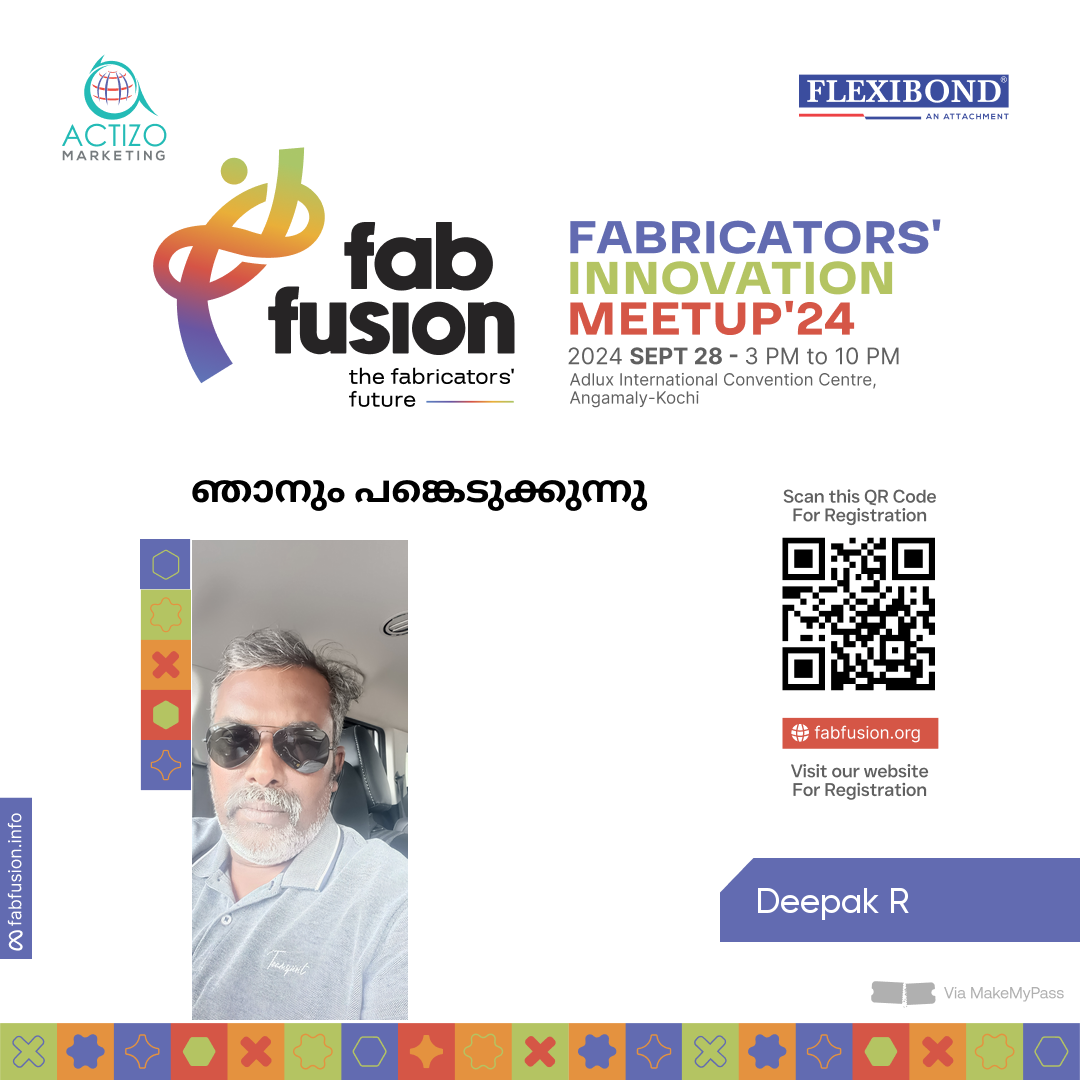 ACTIZO
MARKETING
FLEXIBOND®
AN ATTACHMENT
fab
fusion
the fabricators'
future
FABRICATORS'
INNOVATION
MEETUP'24
2024 SEPT 28 - 3 PM to 10 PM
Adlux International Convention Centre,
Angamaly-Kochi
ഞാനും പങ്കെടുക്കുന്നു
Scan this QR Code
For Registration
fabfusion.org
Visit our website
For Registration
fabfusion.info
Deepak R
Via MakeMyPass